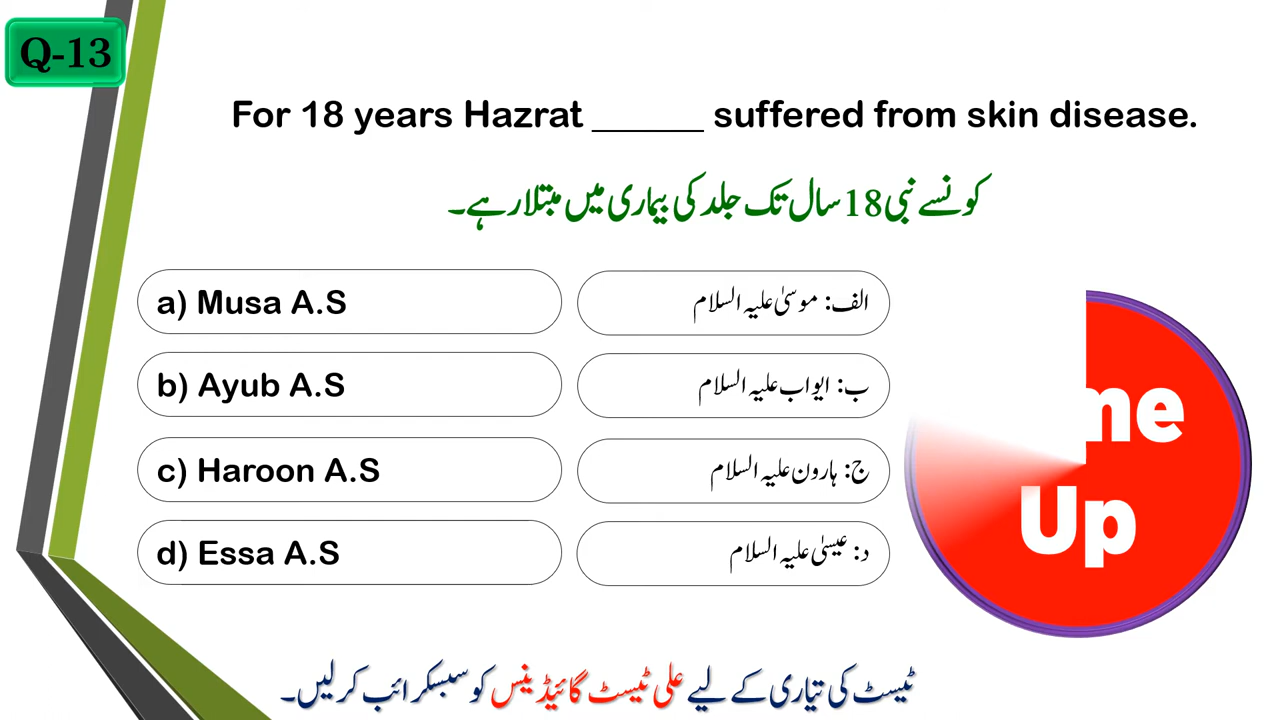 Q-13
For 18 years Hazrat ______ suffered from skin disease.
کونسے نبی 18 سال تک جلد کی بیماری میں مبتلا رہے۔
a) Musa A.S
الف: موسیٰ علیہ السلام
b) Ayub A.S
ب: ایواب علیہ السلام
c) Haroon A.S
ج: ہارون علیہ السلام
d) Essa A.S
د: عیسیٰ علیہ السلام
me
Up
ٹیسٹ کی تیاری کے لیے علی ٹیسٹ گائیڈینس کو سبسکرائب کرلیں۔